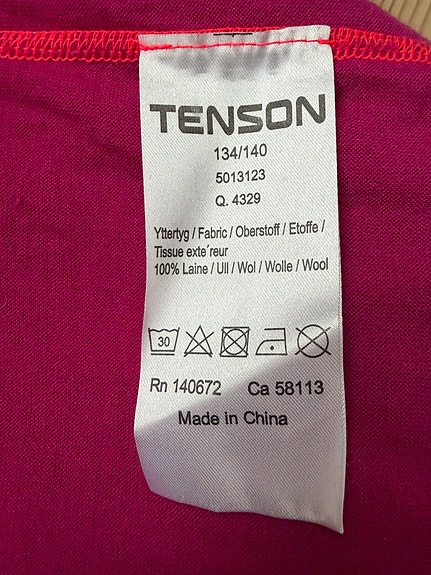 TENSON
134/140
5013123
Q. 4329
Yttertyg / Fabric / Oberstoff / Etoffe /
Tissue exte´reur
100% Laine / Ull / Wol / Wolle / Wool
30
Rn 140672 Ca 58113
Made in China